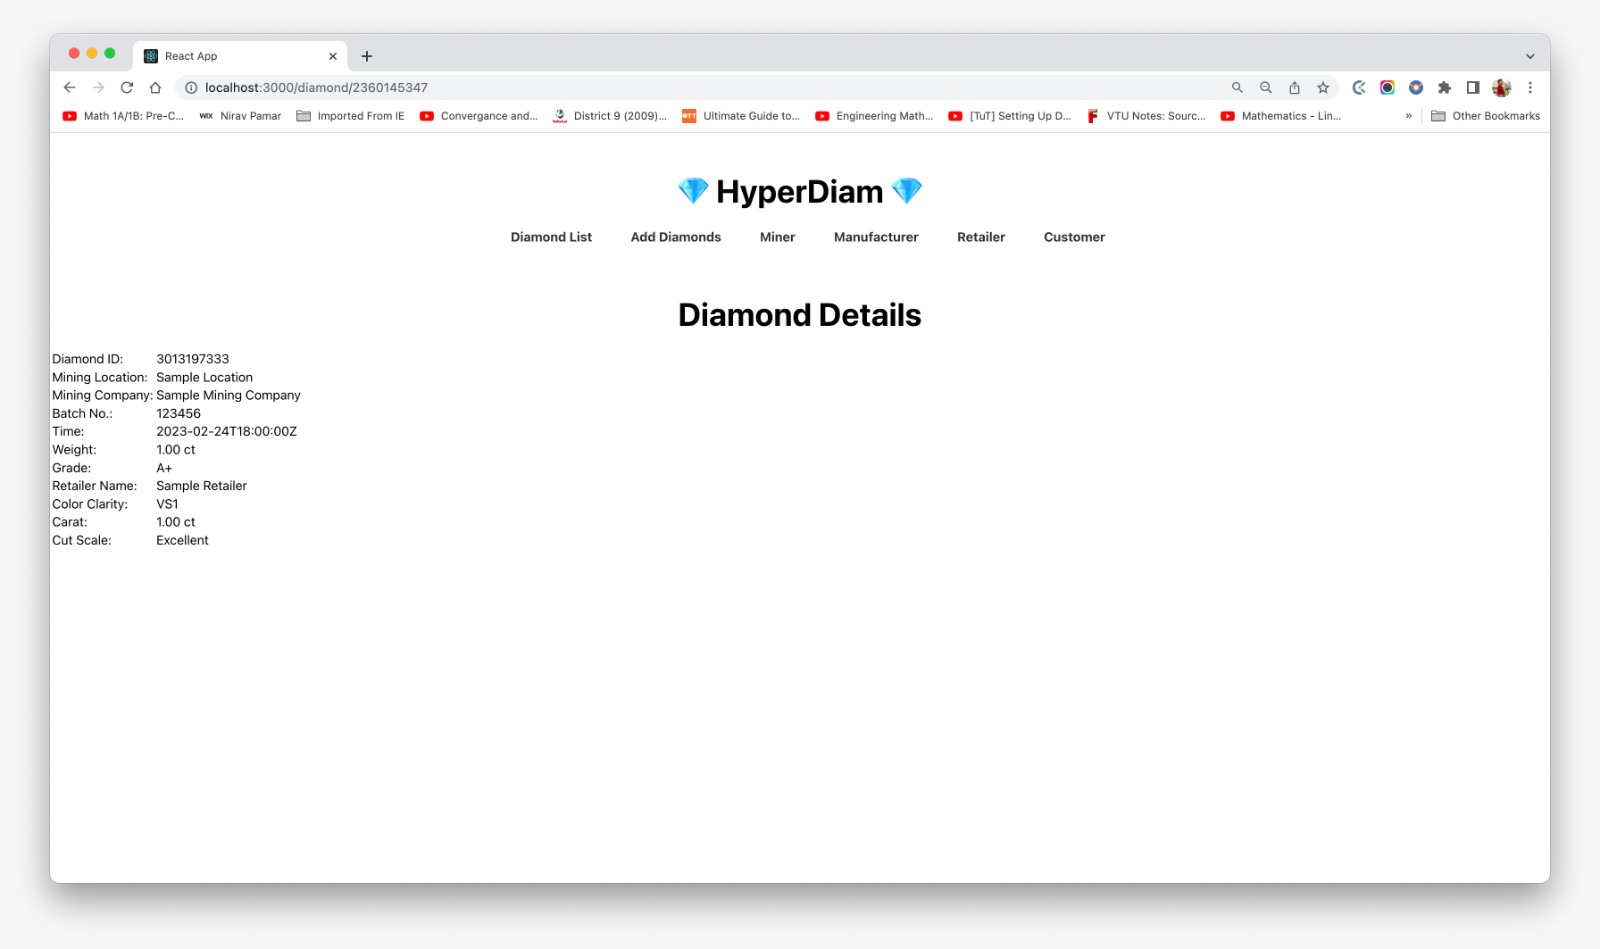 React App
localhost:3000/diamond/2360145347
Math 1A/1B: Pre-C... WIX Nirav Pamar Imported From IE Convergance and... District 9 (2009)... OTT Ultimate Guide to... Engineering Math... [TuT] Setting Up D... VTU Notes: Sourc... Mathematics - Lin... » Other Bookmarks
💎 HyperDiam 💎
Diamond List Add Diamonds Miner Manufacturer Retailer Customer
Diamond Details
Diamond ID: 3013197333
Mining Location: Sample Location
Mining Company: Sample Mining Company
Batch No.: 123456
Time: 2023-02-24T18:00:00Z
Weight: 1.00 ct
Grade: A+
Retailer Name: Sample Retailer
Color Clarity: VS1
Carat: 1.00 ct
Cut Scale: Excellent